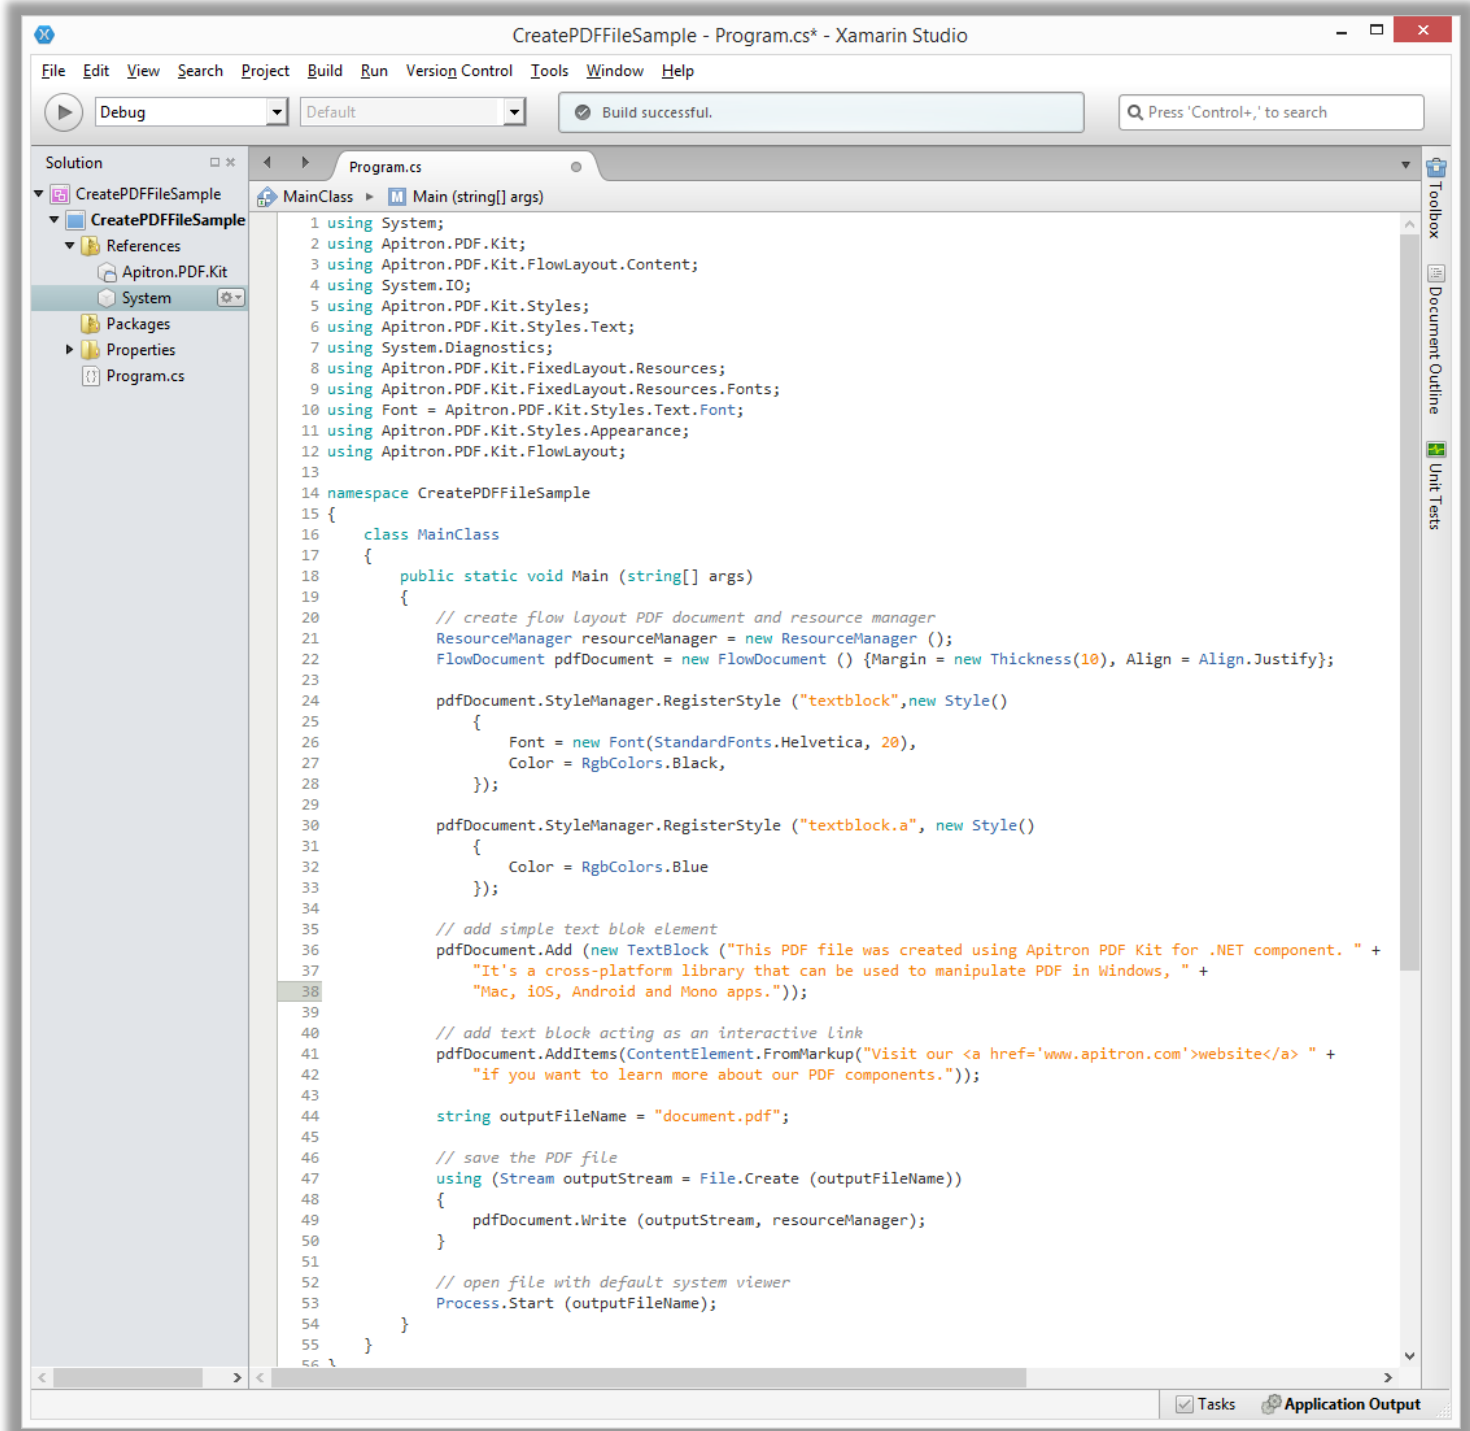 CreatePDFFileSample - Program.cs* - Xamarin Studio
File Edit View Search Project Build Run Version Control Tools Window Help
Debug Default Build successful. Press 'Control+,' to search
Solution
CreatePDFFileSample
CreatePDFFileSample
References
Apitron.PDF.Kit
System
Packages
Properties
Program.cs
Program.cs
MainClass M Main (string[] args)
1 using System;
2 using Apitron.PDF.Kit;
3 using Apitron.PDF.Kit.FlowLayout.Content;
4 using System.IO;
5 using Apitron.PDF.Kit.Styles;
6 using Apitron.PDF.Kit.Styles.Text;
7 using System.Diagnostics;
8 using Apitron.PDF.Kit.FixedLayout.Resources;
9 using Apitron.PDF.Kit.FixedLayout.Resources.Fonts;
10 using Font = Apitron.PDF.Kit.Styles.Text.Font;
11 using Apitron.PDF.Kit.Styles.Appearance;
12 using Apitron.PDF.Kit.FlowLayout;
13
14 namespace CreatePDFFileSample
15 {
16 class MainClass
17 {
18 public static void Main (string[] args)
19 {
20 // create flow layout PDF document and resource manager
21 ResourceManager resourceManager = new ResourceManager ();
22 FlowDocument pdfDocument = new FlowDocument () {Margin = new Thickness(10), Align = Align.Justify};
23
24 pdfDocument.StyleManager.RegisterStyle ("textblock",new Style()
25 {
26 Font = new Font(StandardFonts.Helvetica, 20),
27 Color = RgbColors.Black,
28 });
29
30 pdfDocument.StyleManager.RegisterStyle ("textblock.a", new Style()
31 {
32 Color = RgbColors.Blue
33 });
34
35 // add simple text blok element
36 pdfDocument.Add (new TextBlock ("This PDF file was created using Apitron PDF Kit for .NET component. " +
37 "It's a cross-platform library that can be used to manipulate PDF in Windows, " +
38 "Mac, iOS, Android and Mono apps."));
39
40 // add text block acting as an interactive link
41 pdfDocument.AddItems(ContentElement.FromMarkup("Visit our <a href='www.apitron.com'>website</a> " +
42 "if you want to learn more about our PDF components."));
43
44 string outputFileName = "document.pdf";
45
46 // save the PDF file
47 using (Stream outputStream = File.Create (outputFileName))
48 {
49 pdfDocument.Write (outputStream, resourceManager);
50 }
51
52 // open file with default system viewer
53 Process.Start (outputFileName);
54 }
55 }
56 }
Toolbox
Document Outline
Unit Tests
Tasks Application Output